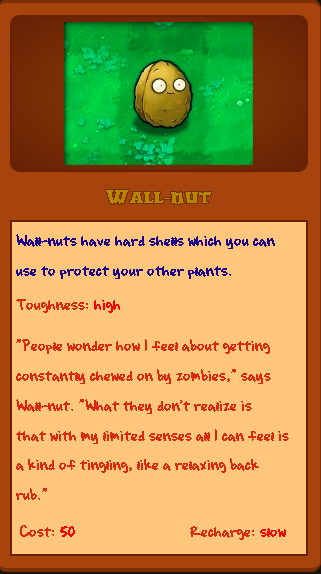 WALL-NUT
Wall-nuts have hard shells which you can
use to protect your other plants.
Toughness: high
"People wonder how I feel about getting
constantly chewed on by zombies," says
Wall-nut. "What they don't realize is
that with my limited senses all I can feel is
a kind of tingling, like a relaxing back
rub."
Cost: 50 Recharge: slow